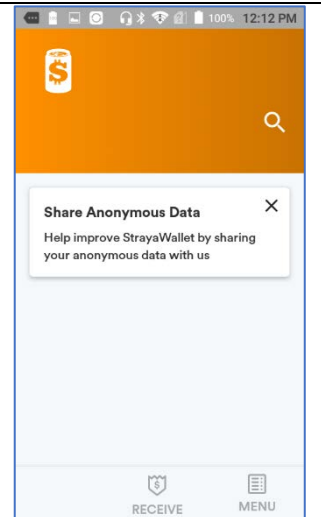 100% 12:12 PM
$
Share Anonymous Data
Help improve StrayaWallet by sharing
your anonymous data with us
$
RECEIVE
MENU